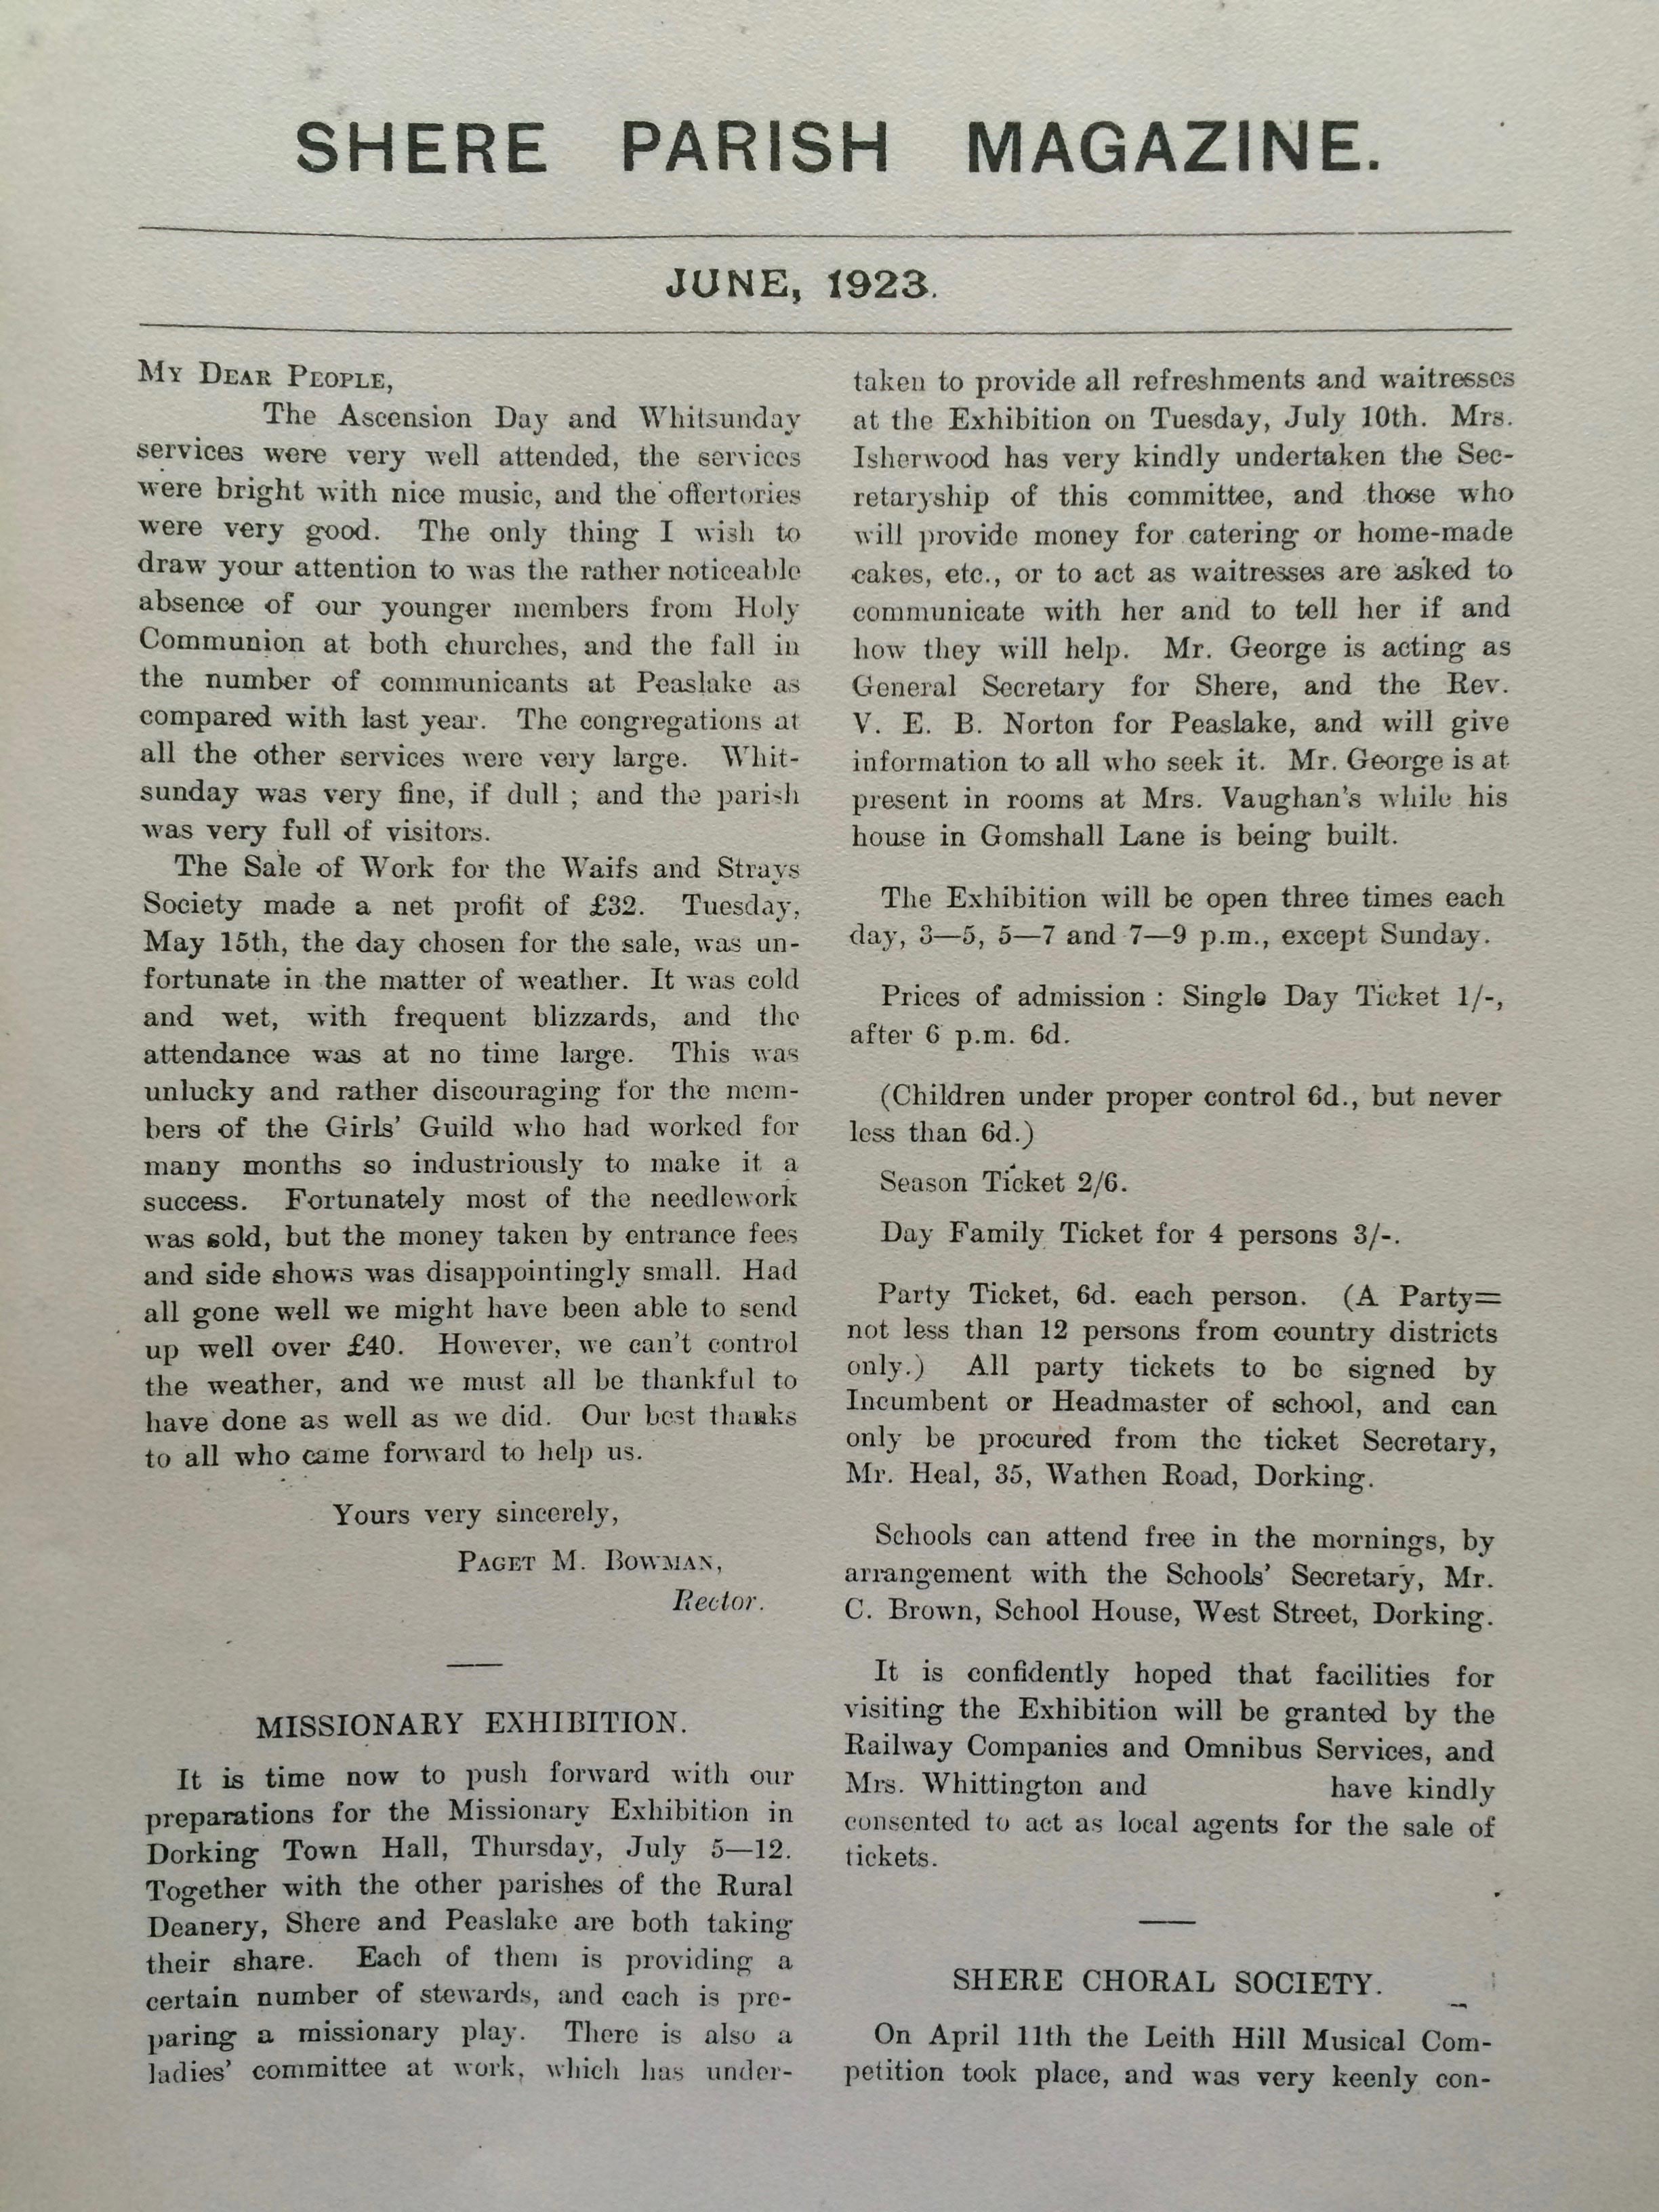 SHERE PARISH MAGAZINE.
JUNE, 1923.
My Dear People,
The Ascension Day and Whitsunday
services were very well attended, the services
were bright with nice music, and the offertories
were very good. The only thing I wish to
draw your attention to was the rather noticeable
absence of our younger members from Holy
Communion at both churches, and the fall in
the number of communicants at Peaslake as
compared with last year. The congregations at
all the other services were very large. Whit-
sunday was very fine, if dull ; and the parish
was very full of visitors.
The Sale of Work for the Waifs and Strays
Society made a net profit of £32. Tuesday,
May 15th, the day chosen for the sale, was un-
fortunate in the matter of weather. It was cold
and wet, with frequent blizzards, and the
attendance was at no time large. This was
unlucky and rather discouraging for the mem-
bers of the Girls' Guild who had worked for
many months so industriously to make it a
success. Fortunately most of the needlework
was sold, but the money taken by entrance fees
and side shows was disappointingly small. Had
all gone well we might have been able to send
up well over £40. However, we can't control
the weather, and we must all be thankful to
have done as well as we did. Our best thanks
to all who came forward to help us.
Yours very sincerely,
Paget M. Bowman,
Rector.
MISSIONARY EXHIBITION.
It is time now to push forward with our
preparations for the Missionary Exhibition in
Dorking Town Hall, Thursday, July 5—12.
Together with the other parishes of the Rural
Deanery, Shere and Peaslake are both taking
their share. Each of them is providing a
certain number of stewards, and each is pre-
paring a missionary play. There is also a
ladies' committee at work, which has under-
taken to provide all refreshments and waitresses
at the Exhibition on Tuesday, July 10th. Mrs.
Isherwood has very kindly undertaken the Sec-
retaryship of this committee, and those who
will provide money for catering or home-made
cakes, etc., or to act as waitresses are asked to
communicate with her and to tell her if and
how they will help. Mr. George is acting as
General Secretary for Shere, and the Rev.
V. E. B. Norton for Peaslake, and will give
information to all who seek it. Mr. George is at
present in rooms at Mrs. Vaughan's while his
house in Gomshall Lane is being built.
The Exhibition will be open three times each
day, 3—5, 5—7 and 7—9 p.m., except Sunday.
Prices of admission : Single Day Ticket 1/-,
after 6 p.m. 6d.
(Children under proper control 6d., but never
less than 6d.)
Season Ticket 2/6.
Day Family Ticket for 4 persons 3/-.
Party Ticket, 6d. each person. (A Party=
not less than 12 persons from country districts
only.) All party tickets to be signed by
Incumbent or Headmaster of school, and can
only be procured from the ticket Secretary,
Mr. Heal, 35, Wathen Road, Dorking.
Schools can attend free in the mornings, by
arrangement with the Schools' Secretary, Mr.
C. Brown, School House, West Street, Dorking.
It is confidently hoped that facilities for
visiting the Exhibition will be granted by the
Railway Companies and Omnibus Services, and
Mrs. Whittington and have kindly
consented to act as local agents for the sale of
tickets.
SHERE CHORAL SOCIETY.
On April 11th the Leith Hill Musical Com-
petition took place, and was very keenly con-